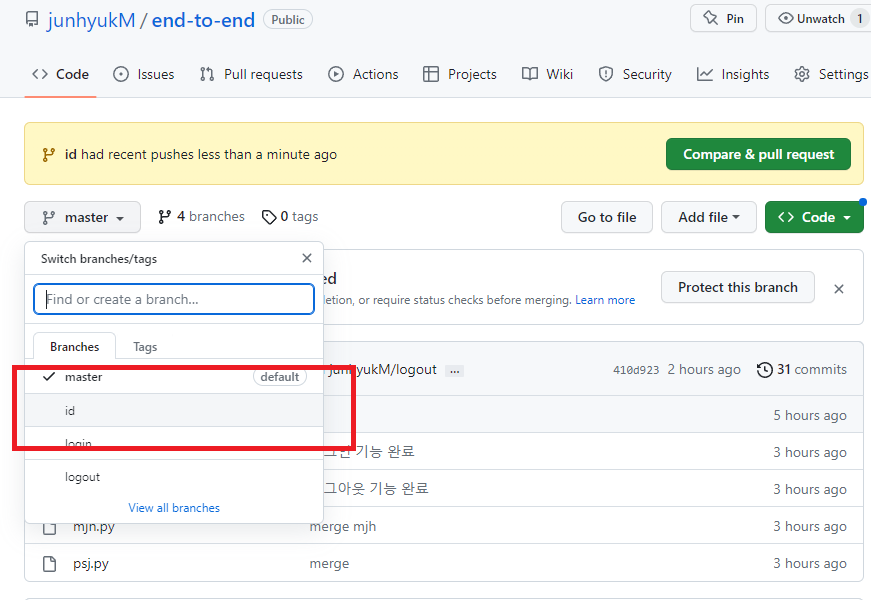 junhyukM / end-to-end Public
Pin
Unwatch 1
Code Issues Pull requests Actions Projects Wiki Security Insights Settings
id had recent pushes less than a minute ago
Compare & pull request
master 4 branches 0 tags
Go to file Add file Code
Switch branches/tags
Find or create a branch...
Branches Tags
master default
id
login
logout
View all branches
ed
letion, or require status checks before merging. Learn more
Protect this branch
junhyukM/logout ... 410d923 2 hours ago 31 commits
5 hours ago
그인 기능 완료 3 hours ago
그아웃 기능 완료 3 hours ago
mjh.py merge mjh 3 hours ago
psj.py merge 3 hours ago